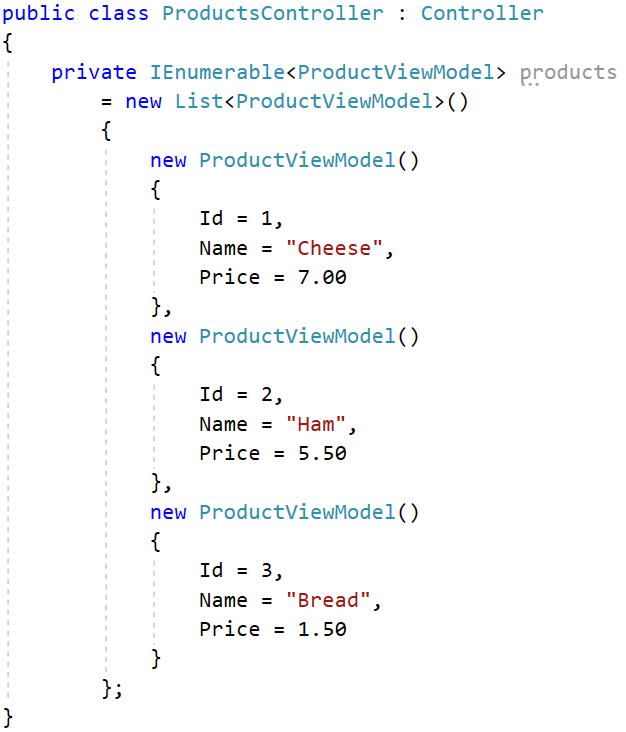 public class ProductsController : Controller
{
    private IEnumerable<ProductViewModel> products
        = new List<ProductViewModel>()
        {
            new ProductViewModel()
            {
                Id = 1,
                Name = "Cheese",
                Price = 7.00
            },
            new ProductViewModel()
            {
                Id = 2,
                Name = "Ham",
                Price = 5.50
            },
            new ProductViewModel()
            {
                Id = 3,
                Name = "Bread",
                Price = 1.50
            }
        };
}